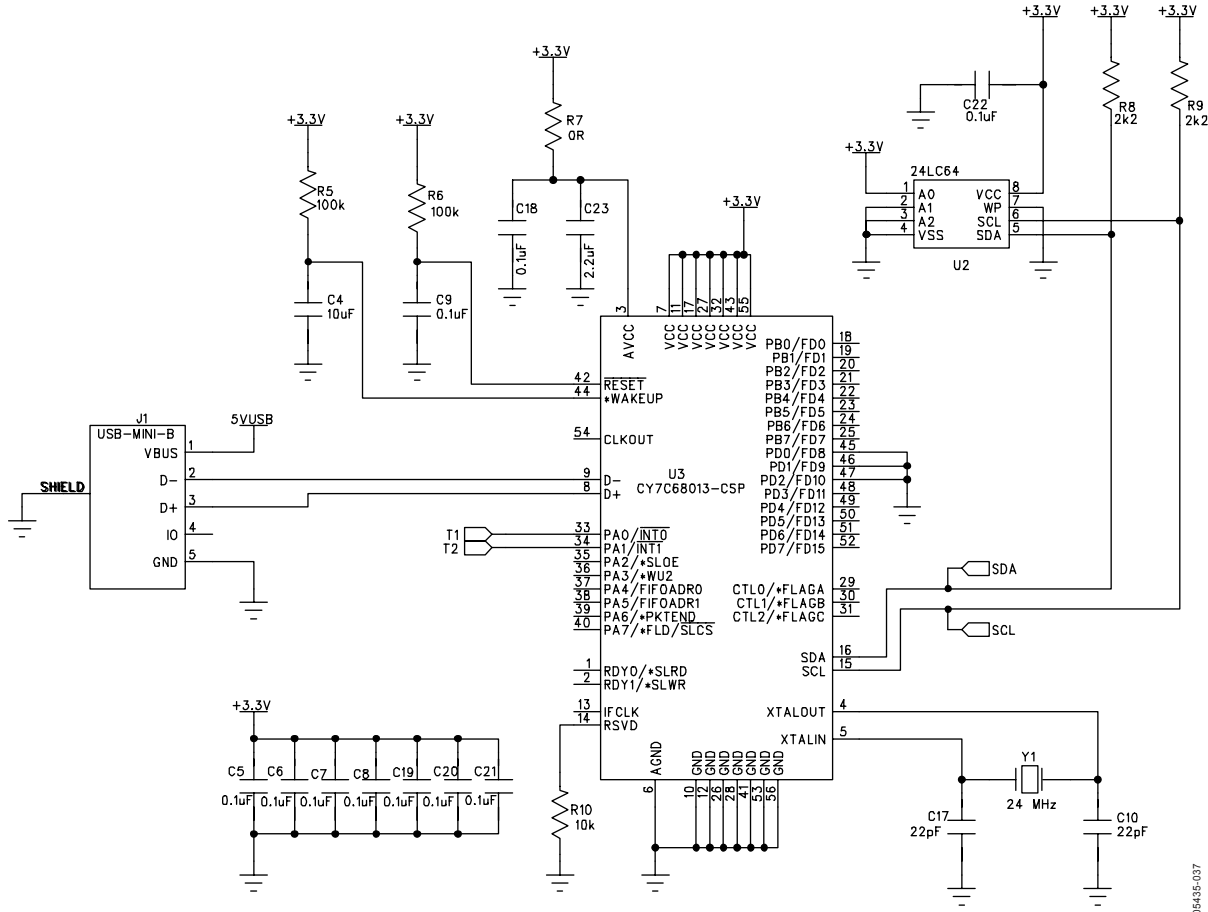 +3.3V
+3.3V
+3.3V
C22
0.1uF
R8
2k2
R9
2k2
+3.3V
R7
0R
+3.3V
R5
100k
+3.3V
R6
100k
C18
0.1uF
C23
2.2uF
C4
10uF
C9
0.1uF
+3.3V
24LC64
1 A0
2 A1
3 A2
4 VSS
VCC 8
WP 7
SCL 6
SDA 5
U2
+3.3V
3 AVCC
7 VCC
11 VCC
17 VCC
27 VCC
32 VCC
43 VCC
55 VCC
42 RESET
44 *WAKEUP
54 CLKOUT
9 D-
8 D+
U3
CY7C68013-CSP
33 PA0/INT0
34 PA1/INT1
35 PA2/*SLOE
36 PA3/*WU2
37 PA4/FIFOADR0
38 PA5/FIFOADR1
39 PA6/*PKTEND
40 PA7/*FLD/SLCS
1 RDY0/*SLRD
2 RDY1/*SLWR
13 IFCLK
14 RSVD
PB0/FD0 18
PB1/FD1 19
PB2/FD2 20
PB3/FD3 21
PB4/FD4 22
PB5/FD5 23
PB6/FD6 24
PB7/FD7 25
PD0/FD8 45
PD1/FD9 46
PD2/FD10 47
PD3/FD11 48
PD4/FD12 49
PD5/FD13 50
PD6/FD14 51
PD7/FD15 52
CTL0/*FLAGA 29
CTL1/*FLAGB 30
CTL2/*FLAGC 31
SDA 16
SCL 15
XTALOUT 4
XTALIN 5
AGND 6
GND 10
GND 12
GND 26
GND 28
GND 41
GND 53
GND 56
J1
USB-MINI-B
VBUS 1
D- 2
D+ 3
IO 4
GND 5
5VUSB
SHIELD
T1
T2
SDA
SCL
+3.3V
C5
0.1uF
C6
0.1uF
C7
0.1uF
C8
0.1uF
C19
0.1uF
C20
0.1uF
C21
0.1uF
R10
10k
Y1
24 MHz
C17
22pF
C10
22pF
05435-037